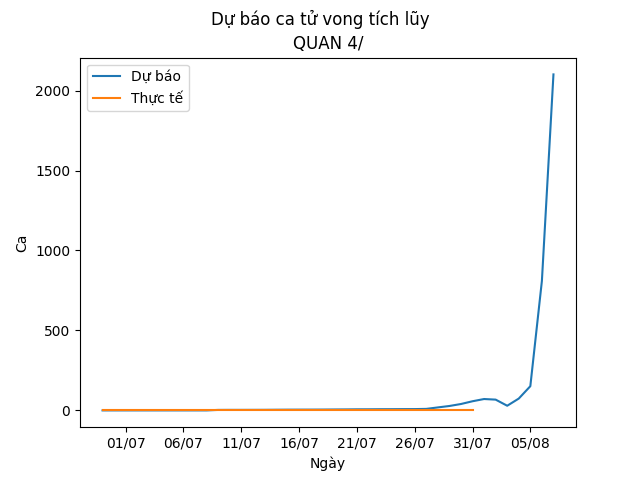 Dự báo ca tử vong tích lũy
QUAN 4/
Dự báo
Thực tế
2000
1500
1000
500
0
Ca
01/07 06/07 11/07 16/07 21/07 26/07 31/07 05/08
Ngày